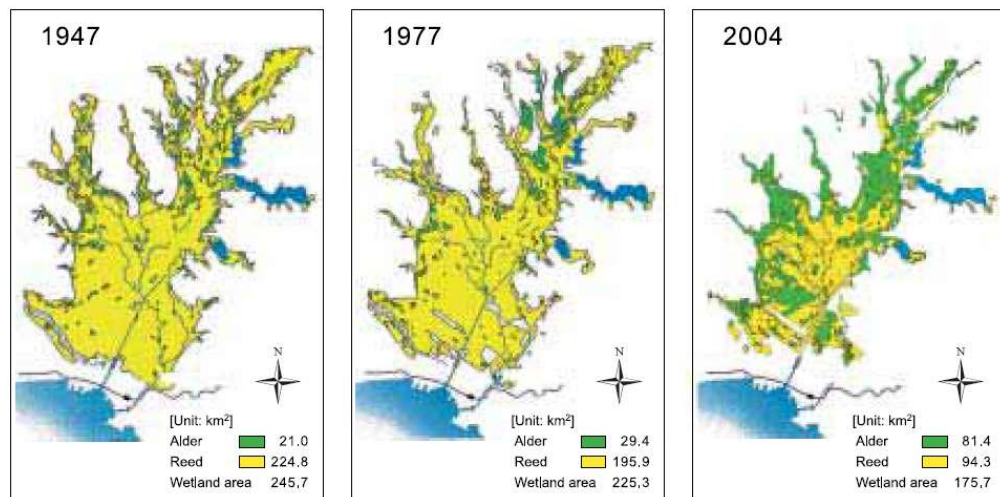 1947
N
[Unit: km²]
Alder 21.0
Reed 224.8
Wetland area 245,7
1977
N
[Unit: km²]
Alder 29.4
Reed 195.9
Wetland area 225,3
2004
N
[Unit: km²]
Alder 81.4
Reed 94.3
Wetland area 175,7